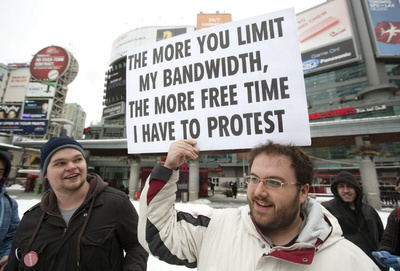 THE MORE YOU LIMIT
MY BANDWIDTH,
THE MORE FREE TIME
I HAVE TO PROTEST